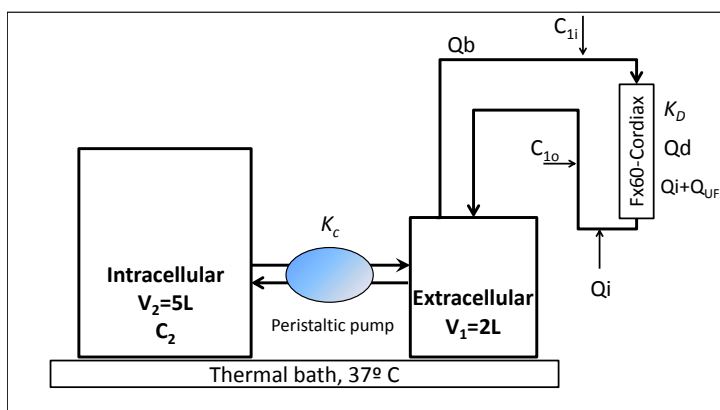 C1i
Qb
Fx60-Cordiax
KD
Qd
Qi+QUF
C1o
Kc
Intracellular
V2=5L
C2
Extracellular
V1=2L
Qi
Peristaltic pump
Thermal bath, 37º C